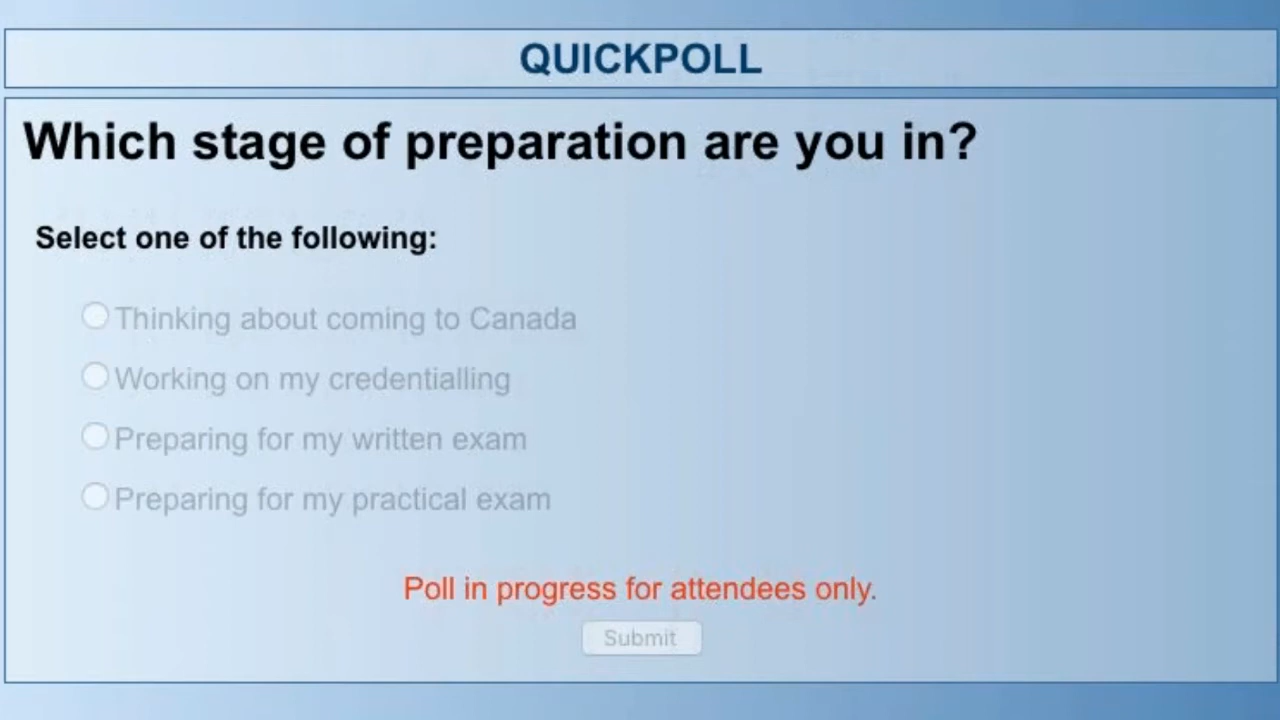 QUICKPOLL
Which stage of preparation are you in?
Select one of the following:
Thinking about coming to Canada
Working on my credentialling
Preparing for my written exam
Preparing for my practical exam
Poll in progress for attendees only.
Submit